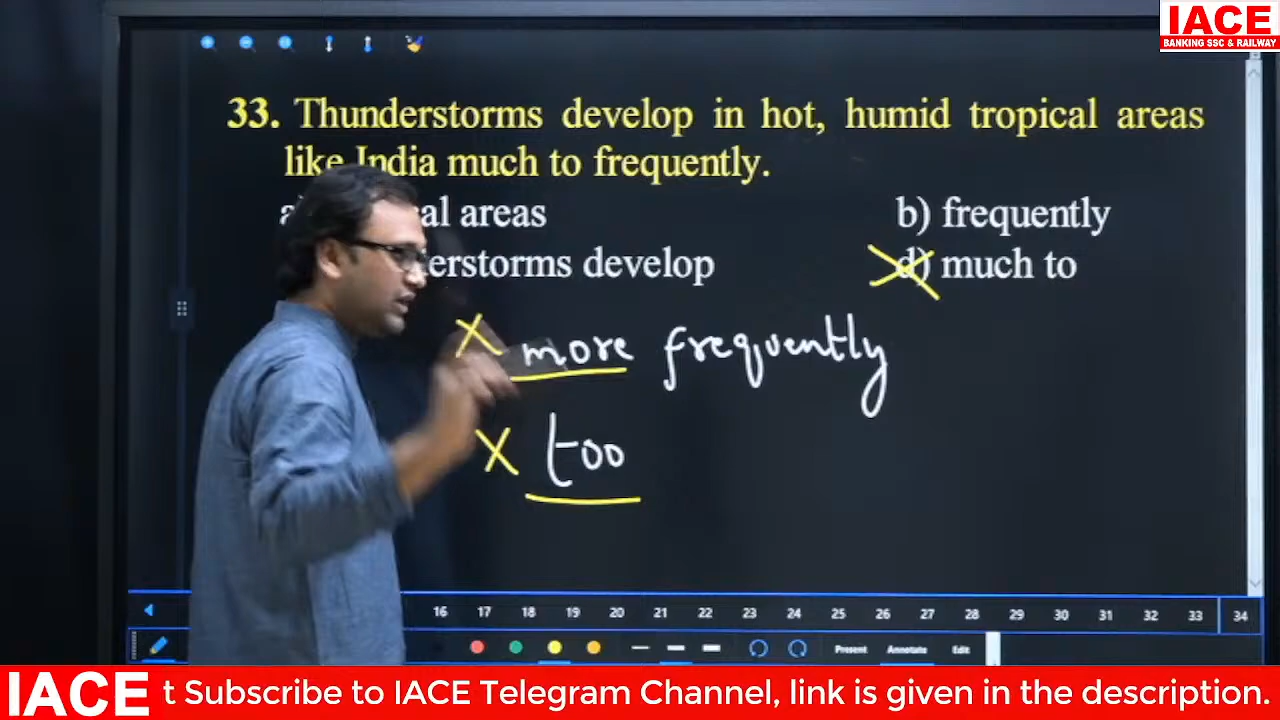 IACE
BANKING SSC & RAILWAY
33. Thunderstorms develop in hot, humid tropical areas
like India much to frequently.
al areas
b) frequently
erstorms develop
d) much to
x more frequently
x too
16 17 18 19 20 21 22 23 24 25 26 27 28 29 30 31 32 33 34
Present Annotate Edit
IACE t Subscribe to IACE Telegram Channel, link is given in the description.